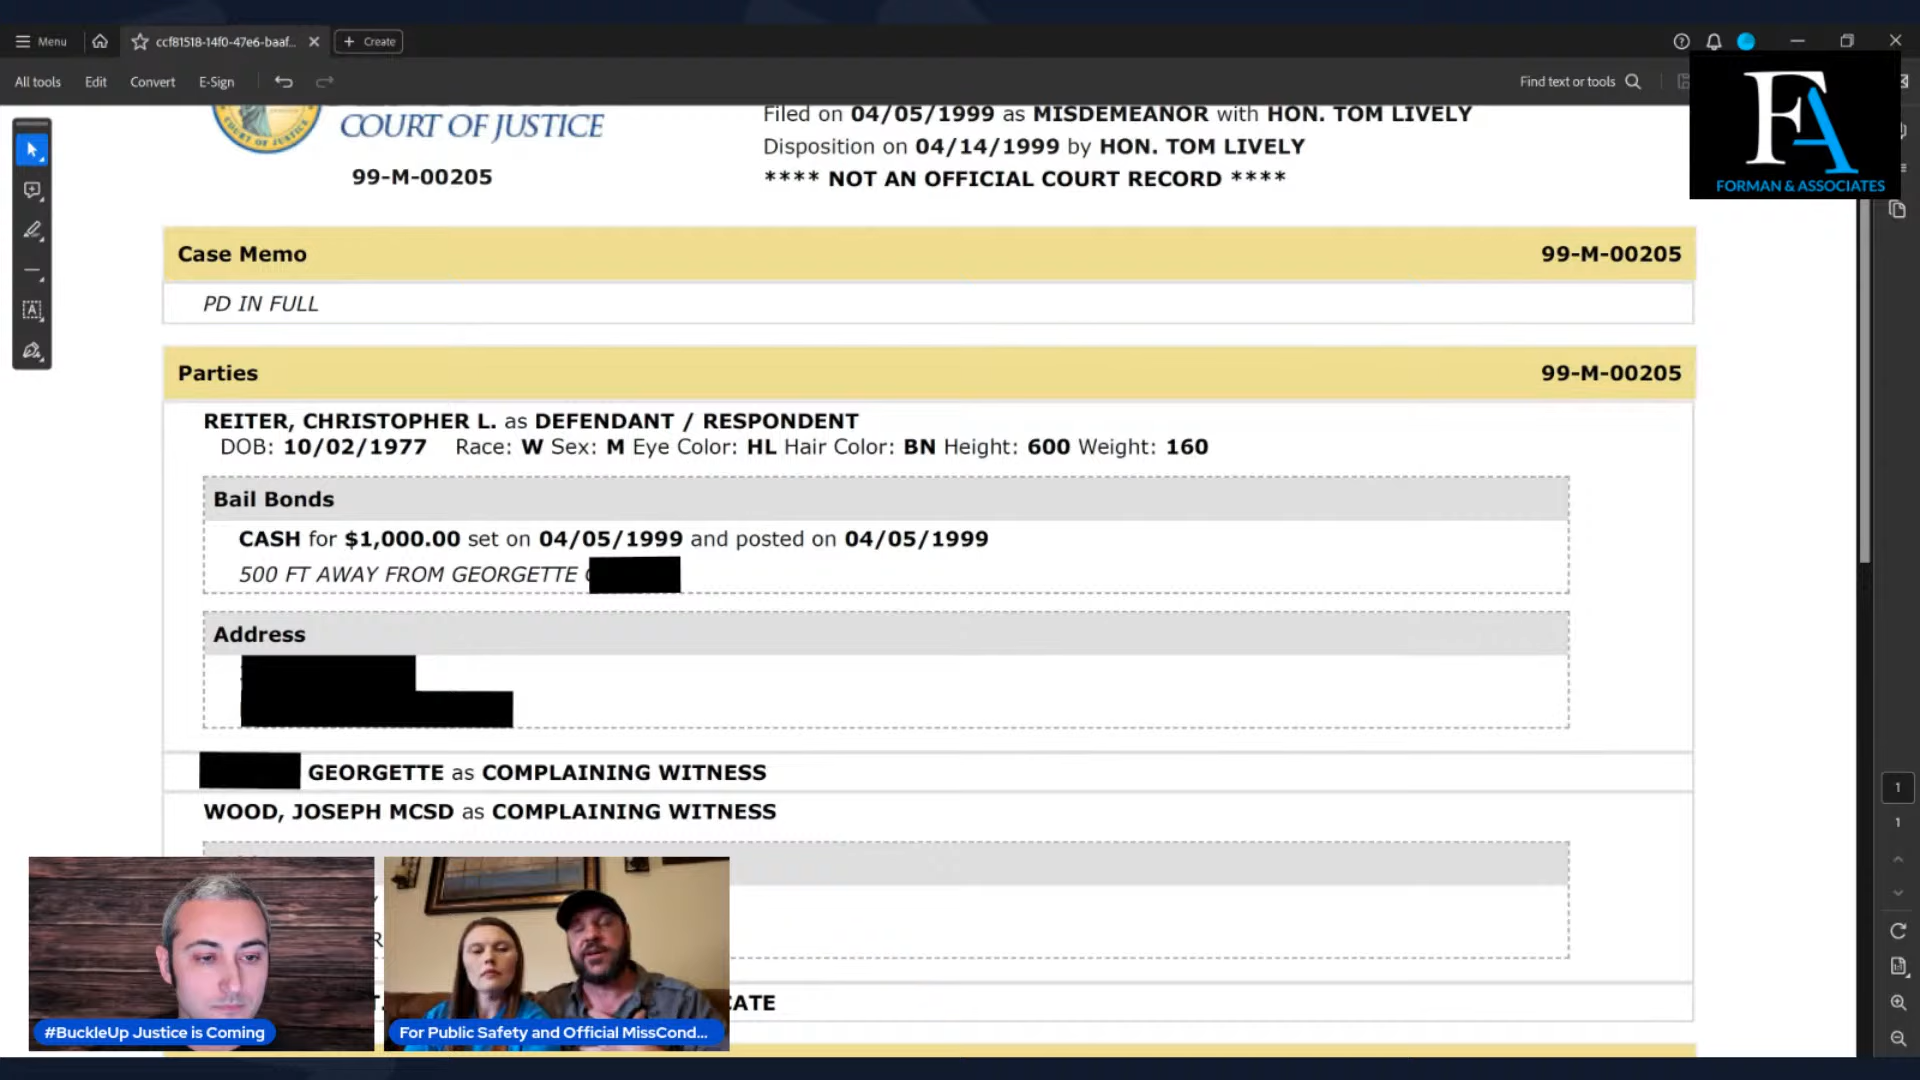 Menu
ccf81518-14f0-47e6-baaf...
Create
All tools
Edit
Convert
E-Sign
Find text or tools
FA
FORMAN & ASSOCIATES
COURT OF JUSTICE
COURT OF JUSTICE
99-M-00205
Filed on 04/05/1999 as MISDEMEANOR with HON. TOM LIVELY
Disposition on 04/14/1999 by HON. TOM LIVELY
**** NOT AN OFFICIAL COURT RECORD ****
Case Memo 99-M-00205
PD IN FULL
Parties 99-M-00205
REITER, CHRISTOPHER L. as DEFENDANT / RESPONDENT
DOB: 10/02/1977 Race: W Sex: M Eye Color: HL Hair Color: BN Height: 600 Weight: 160
Bail Bonds
CASH for $1,000.00 set on 04/05/1999 and posted on 04/05/1999
500 FT AWAY FROM GEORGETTE
Address
GEORGETTE as COMPLAINING WITNESS
WOOD, JOSEPH MCSD as COMPLAINING WITNESS
#BuckleUp Justice is Coming
For Public Safety and Official MissCond...
1
1